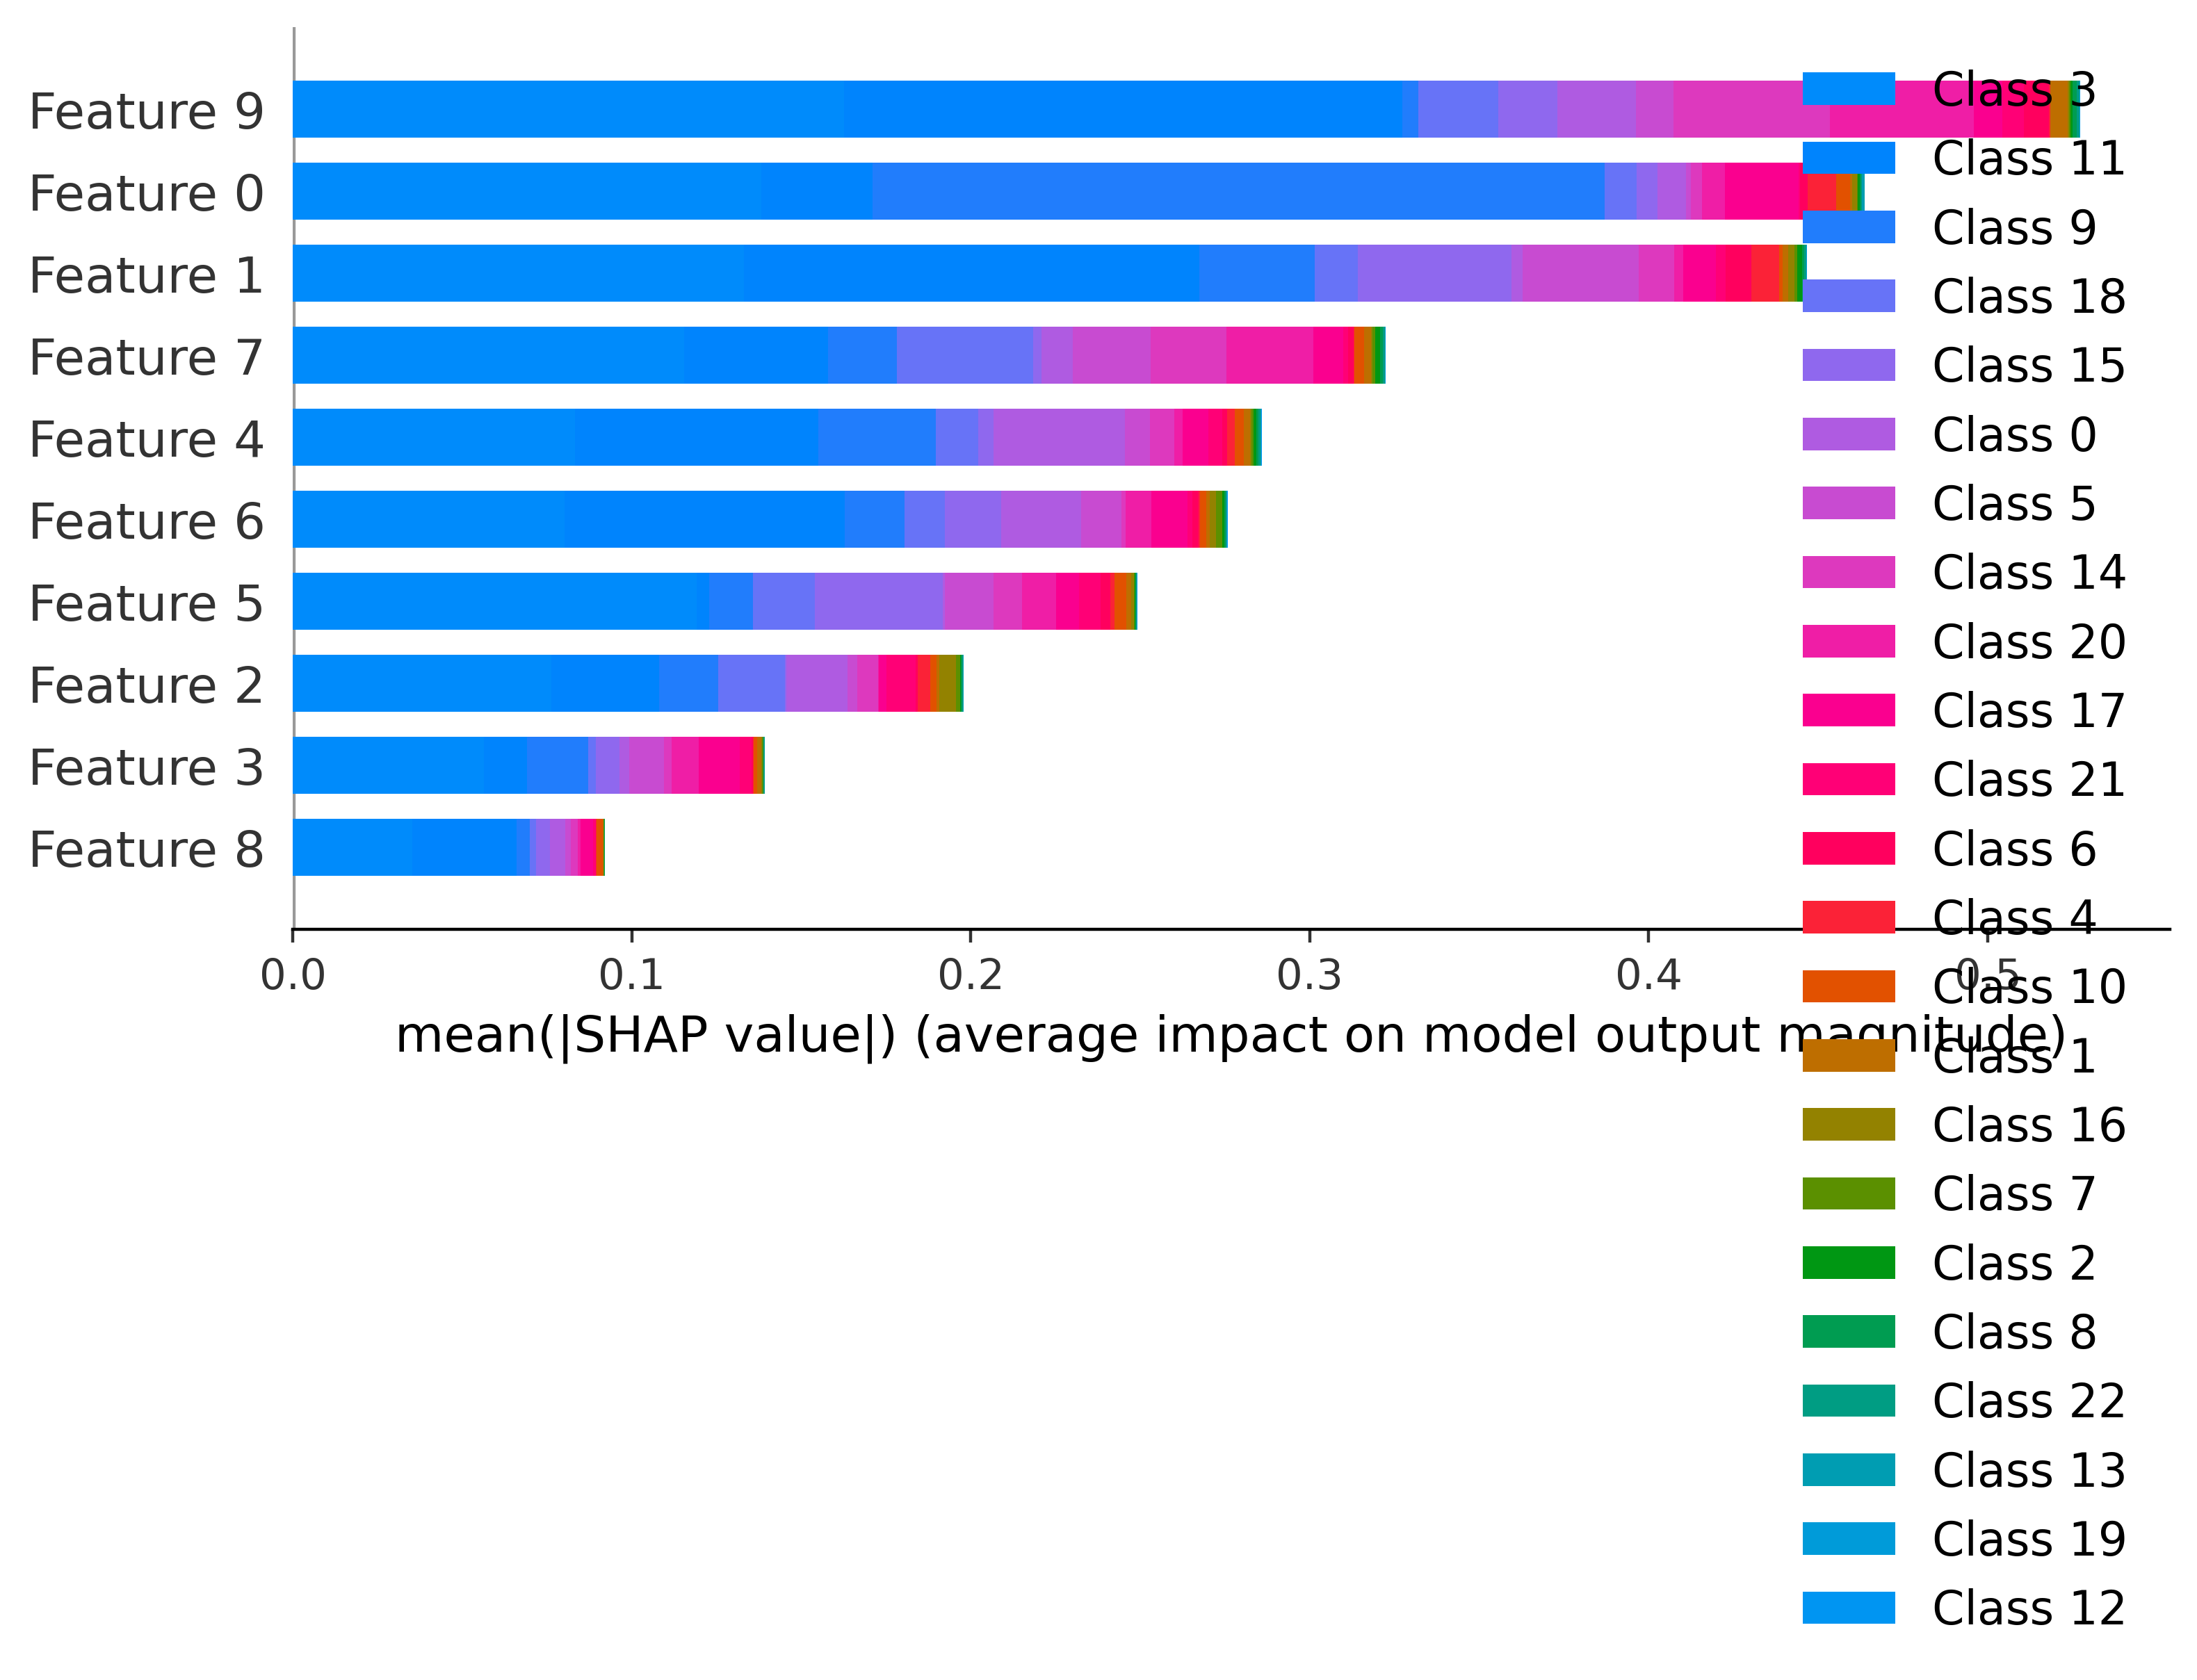 Feature 9
Feature 0
Feature 1
Feature 7
Feature 4
Feature 6
Feature 5
Feature 2
Feature 3
Feature 8
0.0 0.1 0.2 0.3 0.4 0.5
mean(|SHAP value|) (average impact on model output magnitude)
Class 3
Class 11
Class 9
Class 18
Class 15
Class 0
Class 5
Class 14
Class 20
Class 17
Class 21
Class 6
Class 4
Class 10
Class 1
Class 16
Class 7
Class 2
Class 8
Class 22
Class 13
Class 19
Class 12